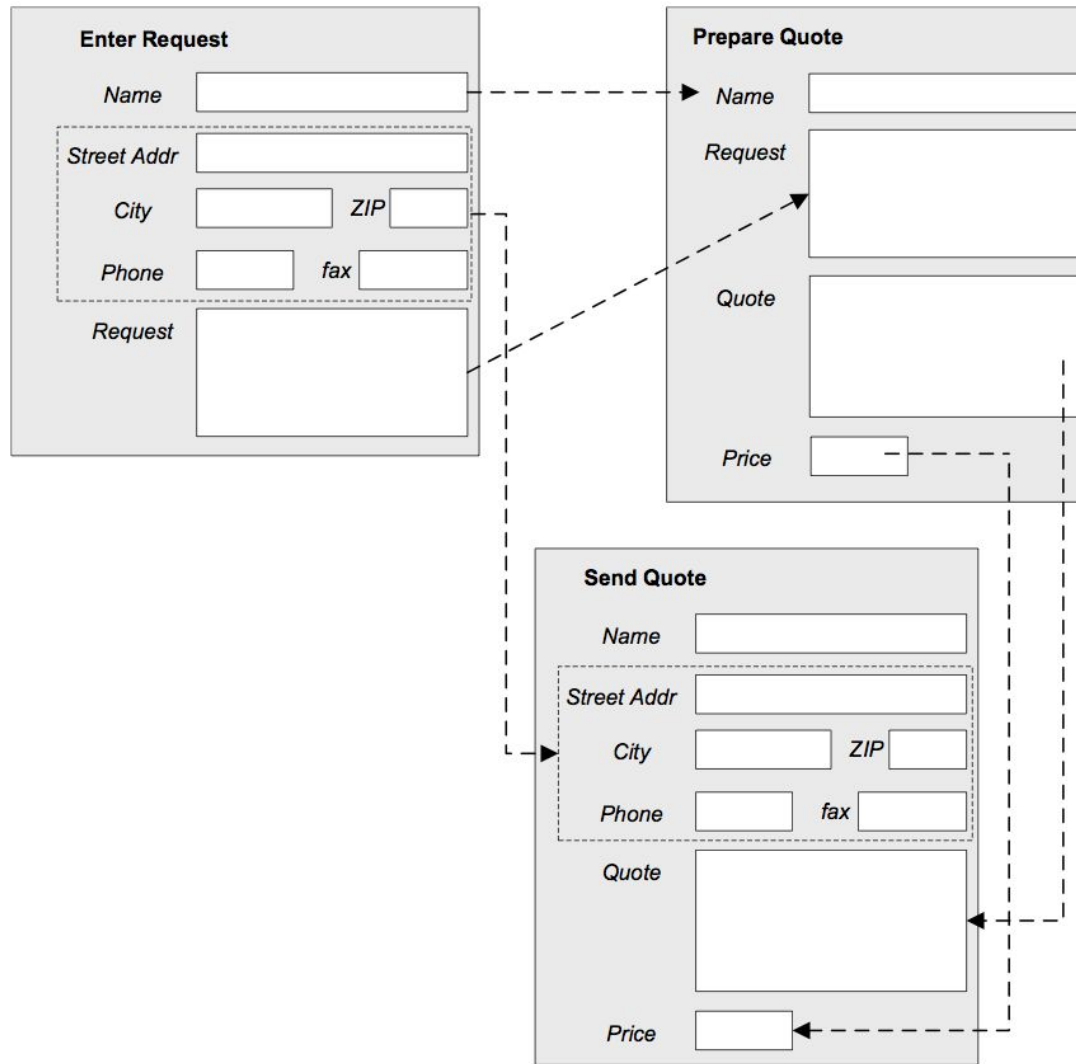 Enter Request
Name
Street Addr
City ZIP
Phone fax
Request
Prepare Quote
Name
Request
Quote
Price
Send Quote
Name
Street Addr
City ZIP
Phone fax
Quote
Price